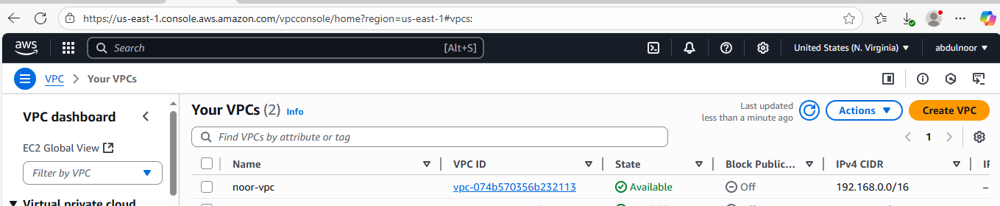 https://us-east-1.console.aws.amazon.com/vpcconsole/home?region=us-east-1#vpcs:
aws
Search
[Alt+S]
United States (N. Virginia)
abdulnoor
VPC
Your VPCs
VPC dashboard
EC2 Global View
Filter by VPC
Virtual private cloud
Your VPCs (2) Info
Last updated
less than a minute ago
Actions
Create VPC
Find VPCs by attribute or tag
1
Name
VPC ID
State
Block Public...
IPv4 CIDR
noor-vpc
vpc-074b570356b232113
Available
Off
192.168.0.0/16
–